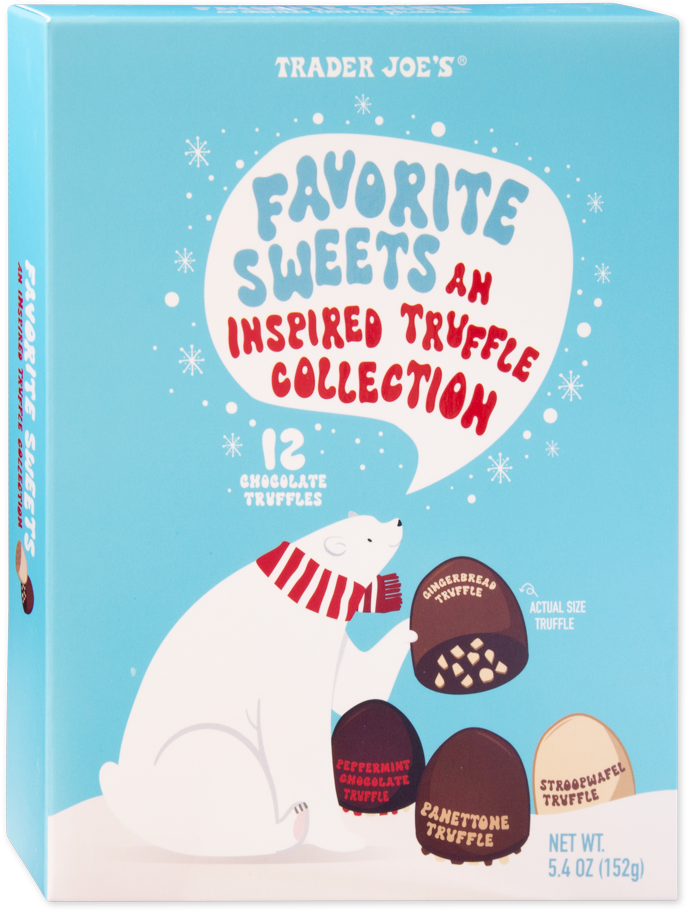 TRADER JOE'S®
FAVORITE
SWEETS AN
INSPIRED TRUFFLE
COLLECTION
12
CHOCOLATE
TRUFFLES
GINGERBREAD
TRUFFLE
ACTUAL SIZE
TRUFFLE
PEPPERMINT
CHOCOLATE
TRUFFLE
PANETTONE
TRUFFLE
STROOPWAFEL
TRUFFLE
NET WT.
5.4 OZ (152g)
FAVORITE SWEETS
AN INSPIRED TRUFFLE COLLECTION